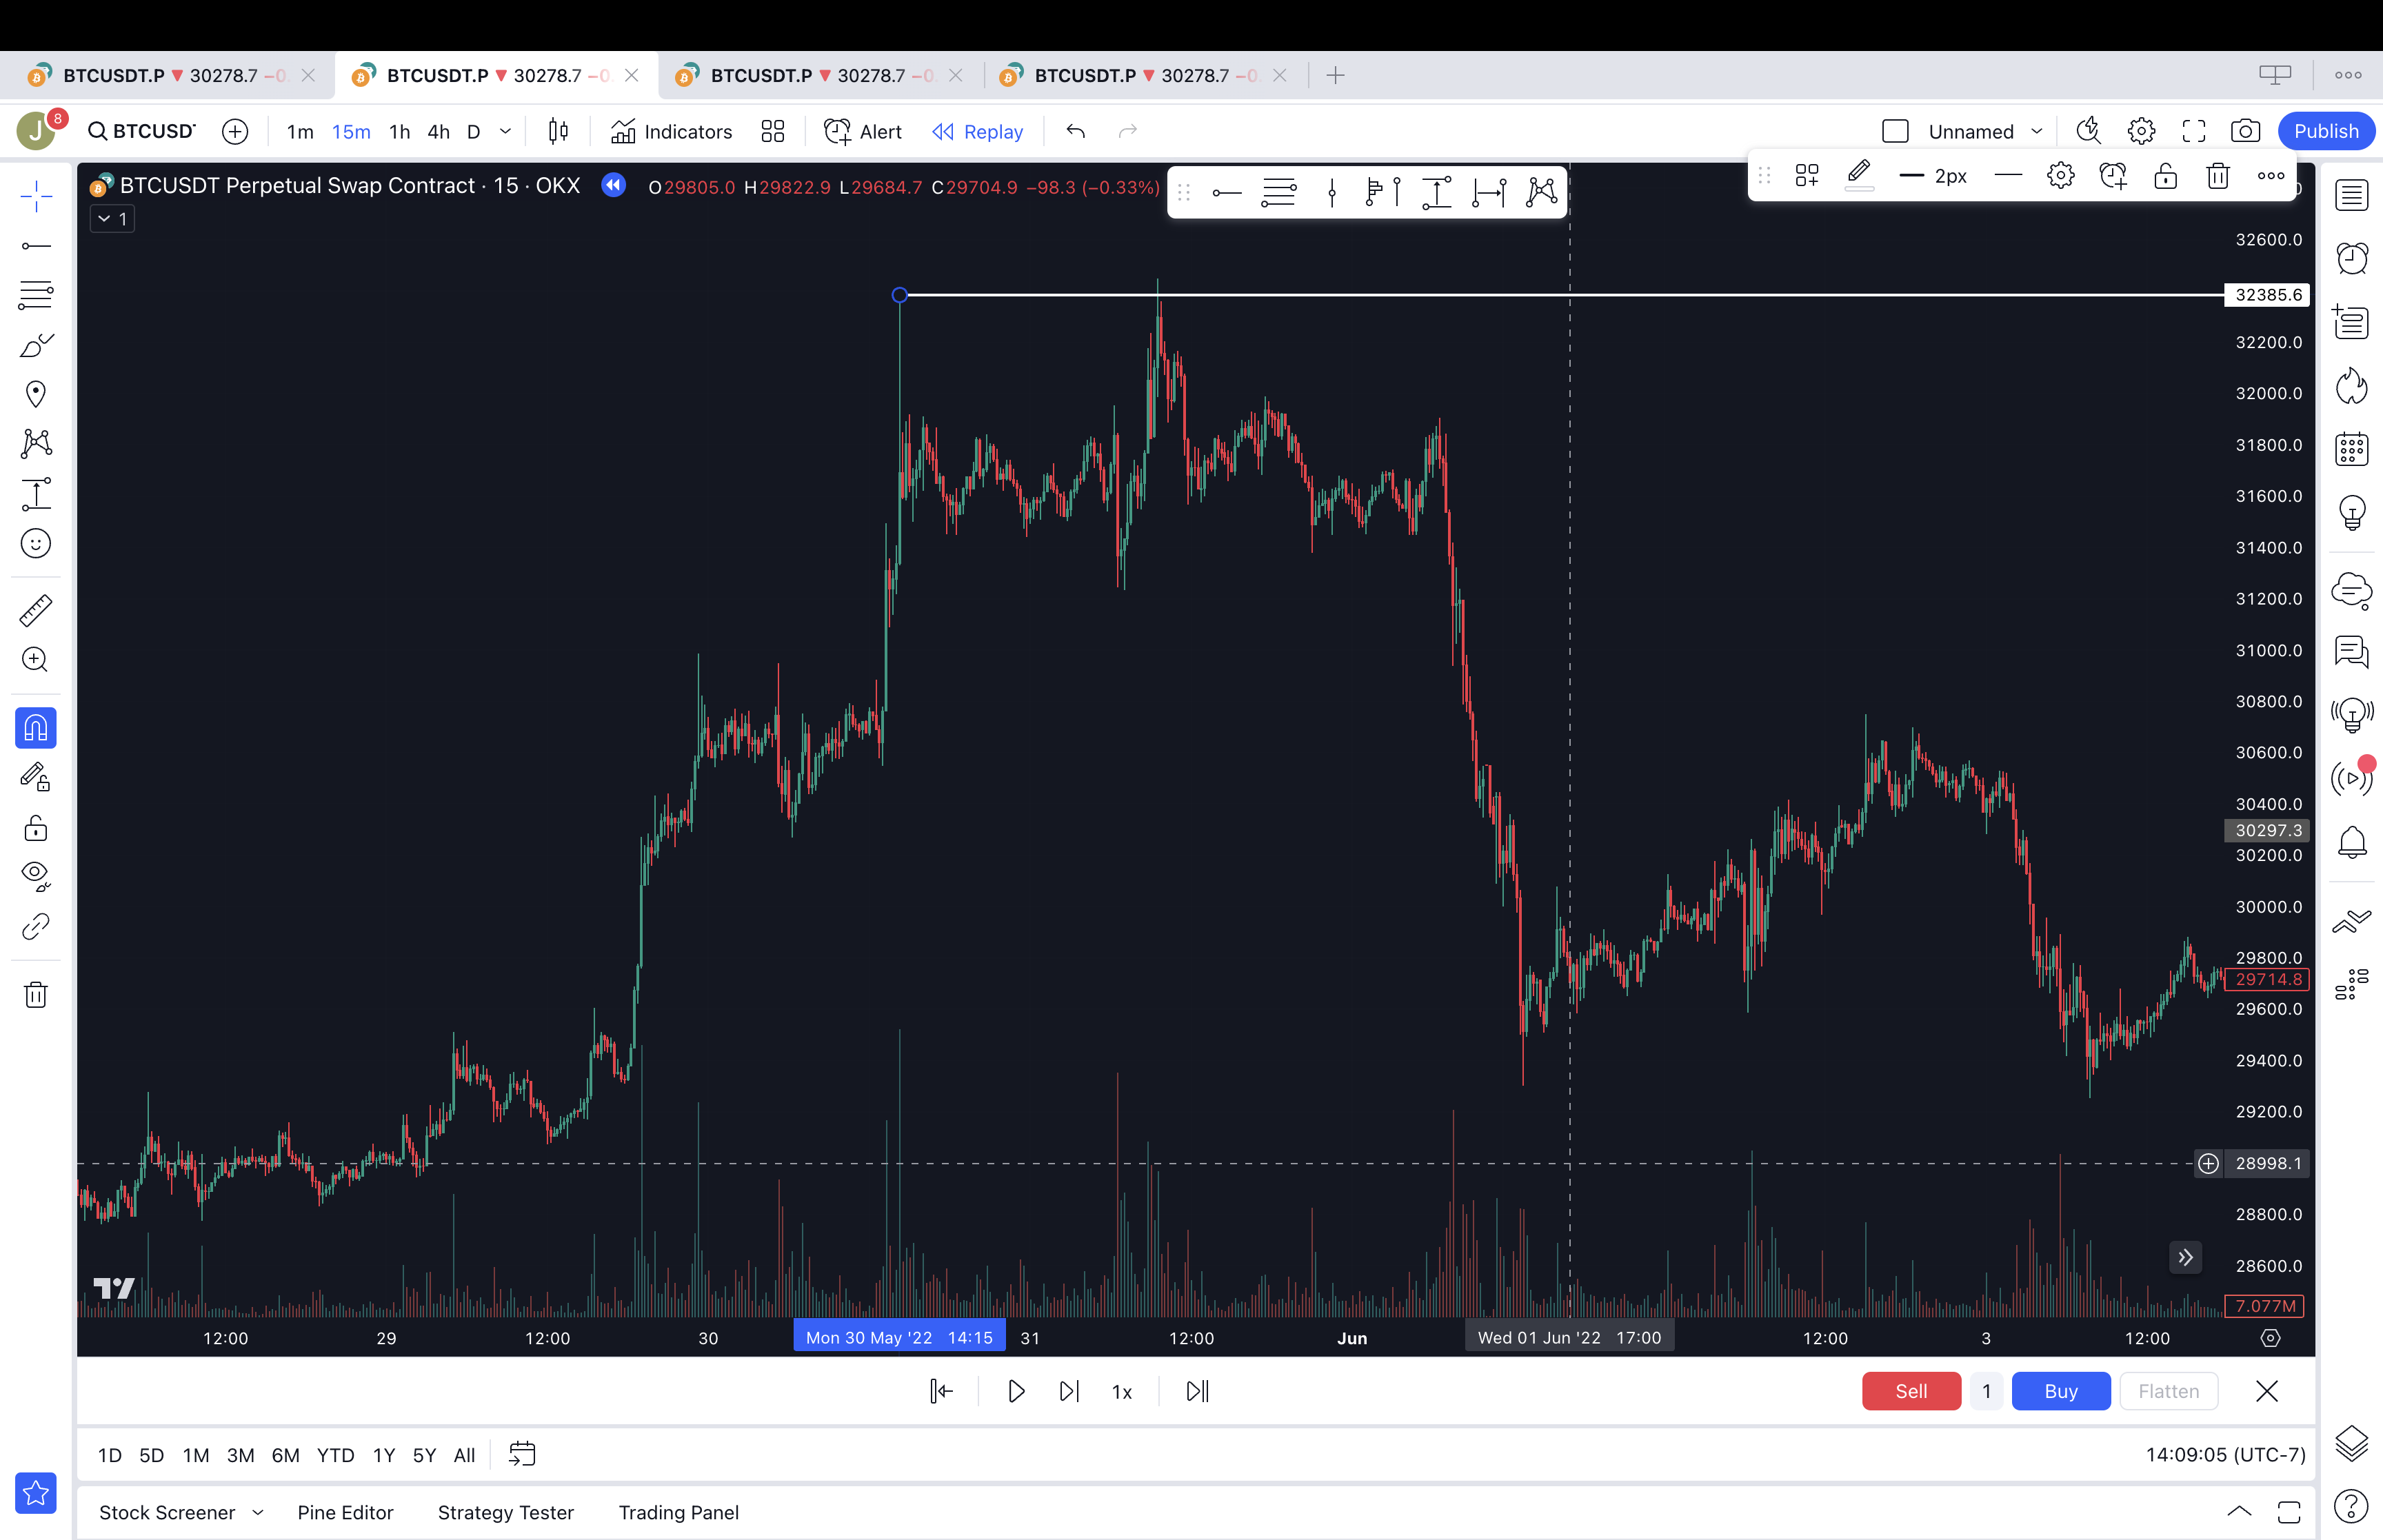 BTCUSDT.P ▼ 30278.7 −0 BTCUSDT.P ▼ 30278.7 −0 BTCUSDT.P ▼ 30278.7 −0 BTCUSDT.P ▼ 30278.7 −0
J 8 BTCUSD 1m 15m 1h 4h D Indicators Alert Replay Unnamed Publish
2px
BTCUSDT Perpetual Swap Contract · 15 · OKX O29805.0 H29822.9 L29684.7 C29704.9 −98.3 (−0.33%)
1
32600.0
32385.6
32200.0
32000.0
31800.0
31600.0
31400.0
31200.0
31000.0
30800.0
30600.0
30400.0
30297.3
30200.0
30000.0
29800.0
29714.8
29600.0
29400.0
29200.0
28998.1
28800.0
28600.0
7.077M
12:00 29 12:00 30 Mon 30 May '22 14:15 31 12:00 Jun Wed 01 Jun '22 17:00 12:00 3 12:00
1x Sell 1 Buy Flatten
1D 5D 1M 3M 6M YTD 1Y 5Y All 14:09:05 (UTC-7)
Stock Screener Pine Editor Strategy Tester Trading Panel